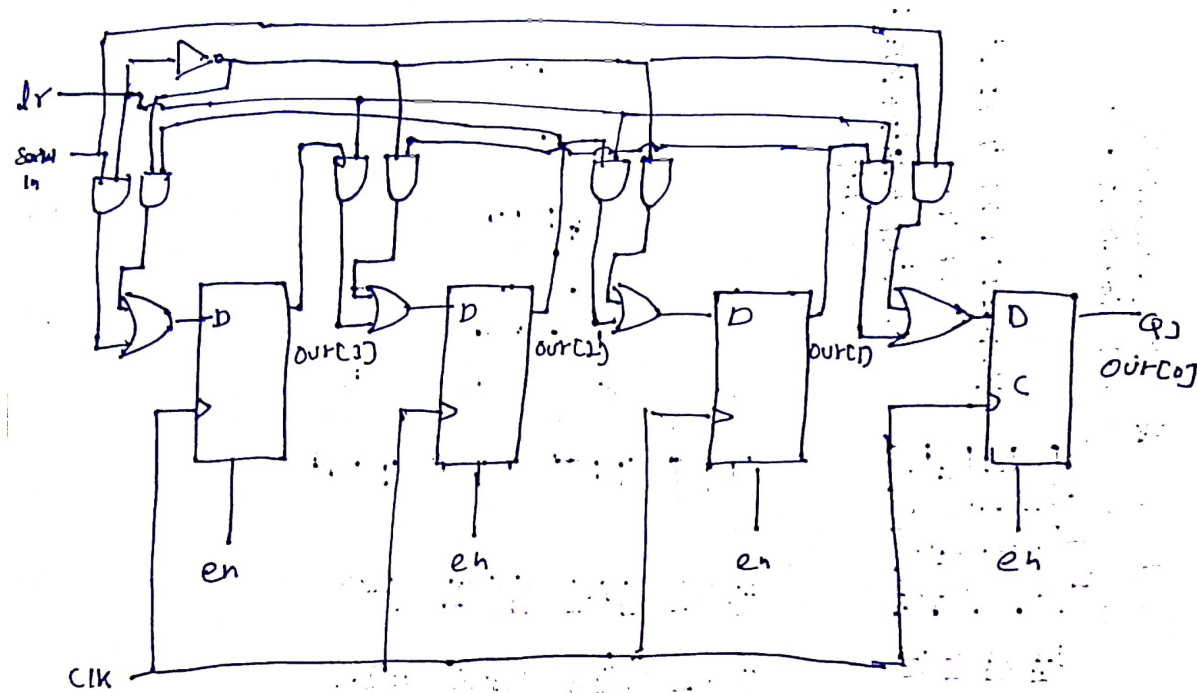 dr
Serial
In
D
D
D
D
Q
out[3]
out[2]
out[1]
out[0]
C
en
en
en
en
Clk